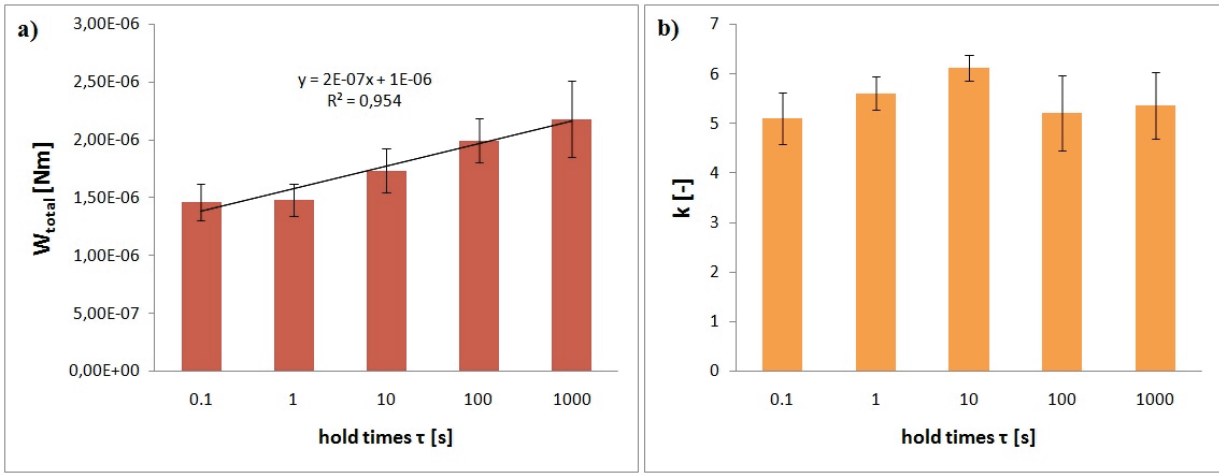 a)
3,00E-06
2,50E-06
2,00E-06
1,50E-06
1,00E-06
5,00E-07
0,00E+00
W_total [Nm]
y = 2E-07x + 1E-06
R² = 0,954
0.1 1 10 100 1000
hold times τ [s]
b)
7
6
5
4
3
2
1
0
k [-]
0.1 1 10 100 1000
hold times τ [s]